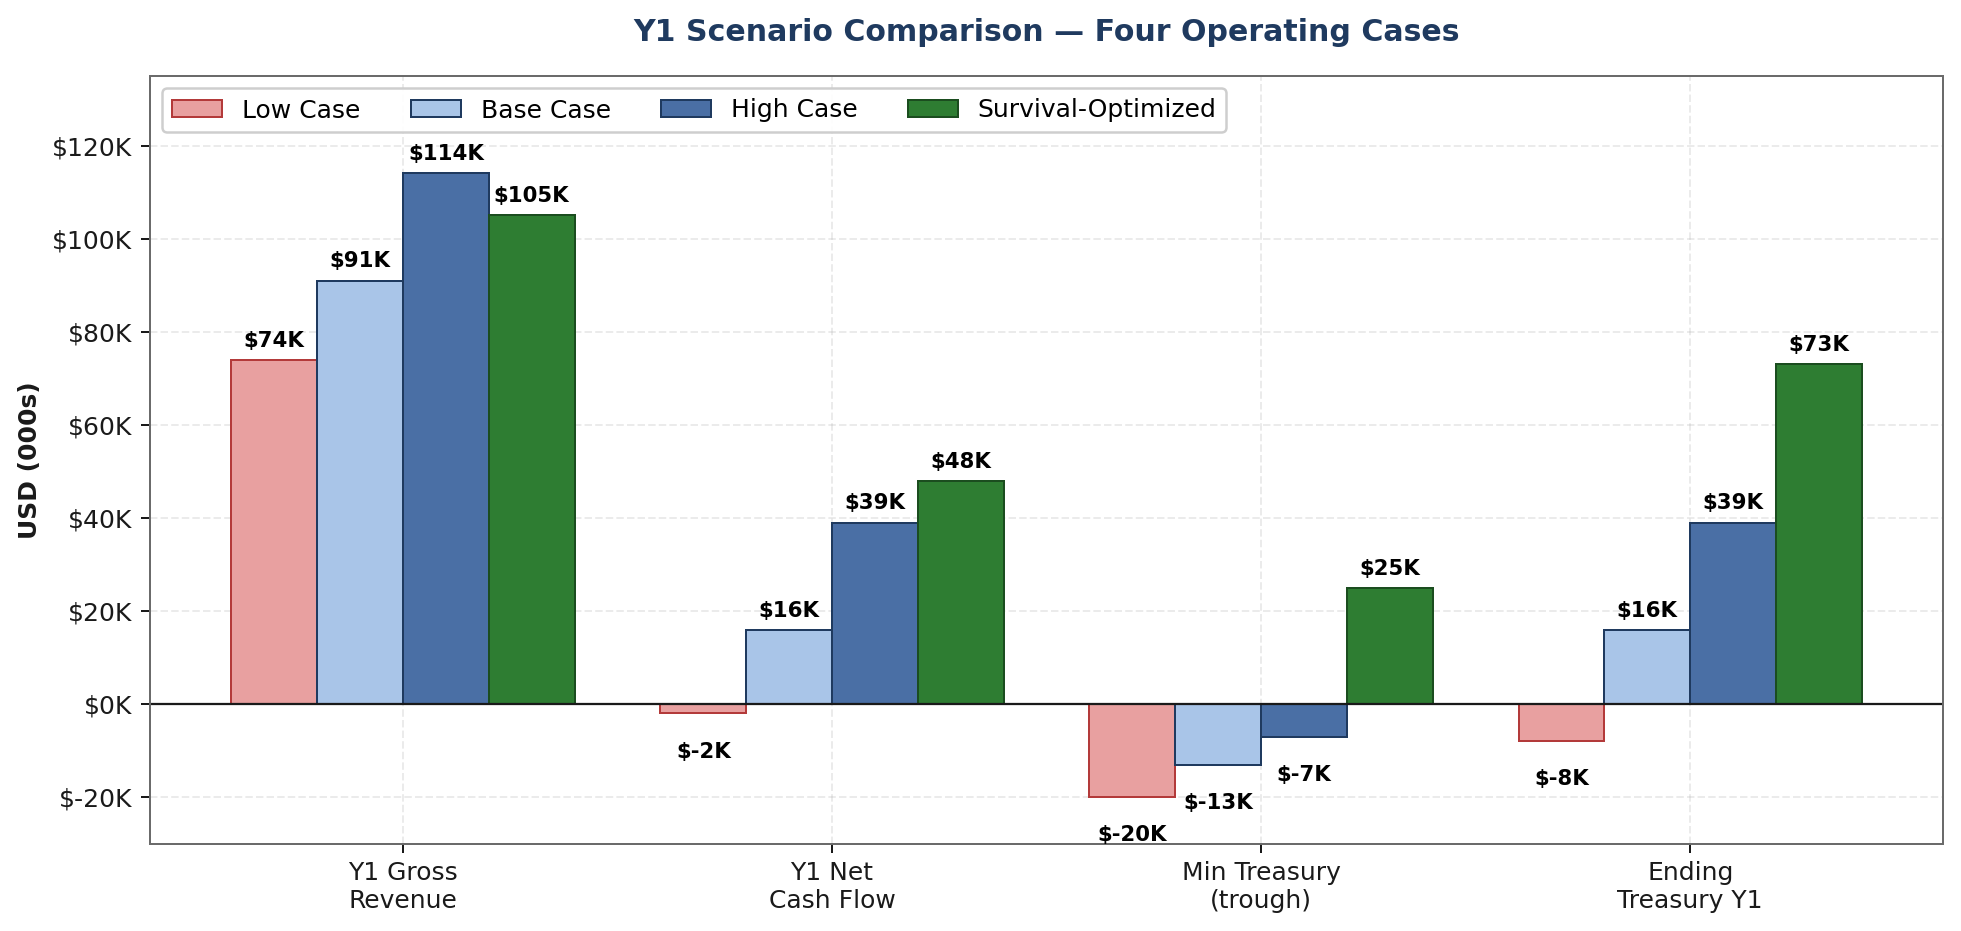 Y1 Scenario Comparison — Four Operating Cases
Low Case
Base Case
High Case
Survival-Optimized
USD (000s)
$120K
$100K
$80K
$60K
$40K
$20K
$0K
$-20K
$74K
$91K
$114K
$105K
$-2K
$16K
$39K
$48K
$-20K
$-13K
$-7K
$25K
$-8K
$16K
$39K
$73K
Y1 Gross
Revenue
Y1 Net
Cash Flow
Min Treasury
(trough)
Ending
Treasury Y1